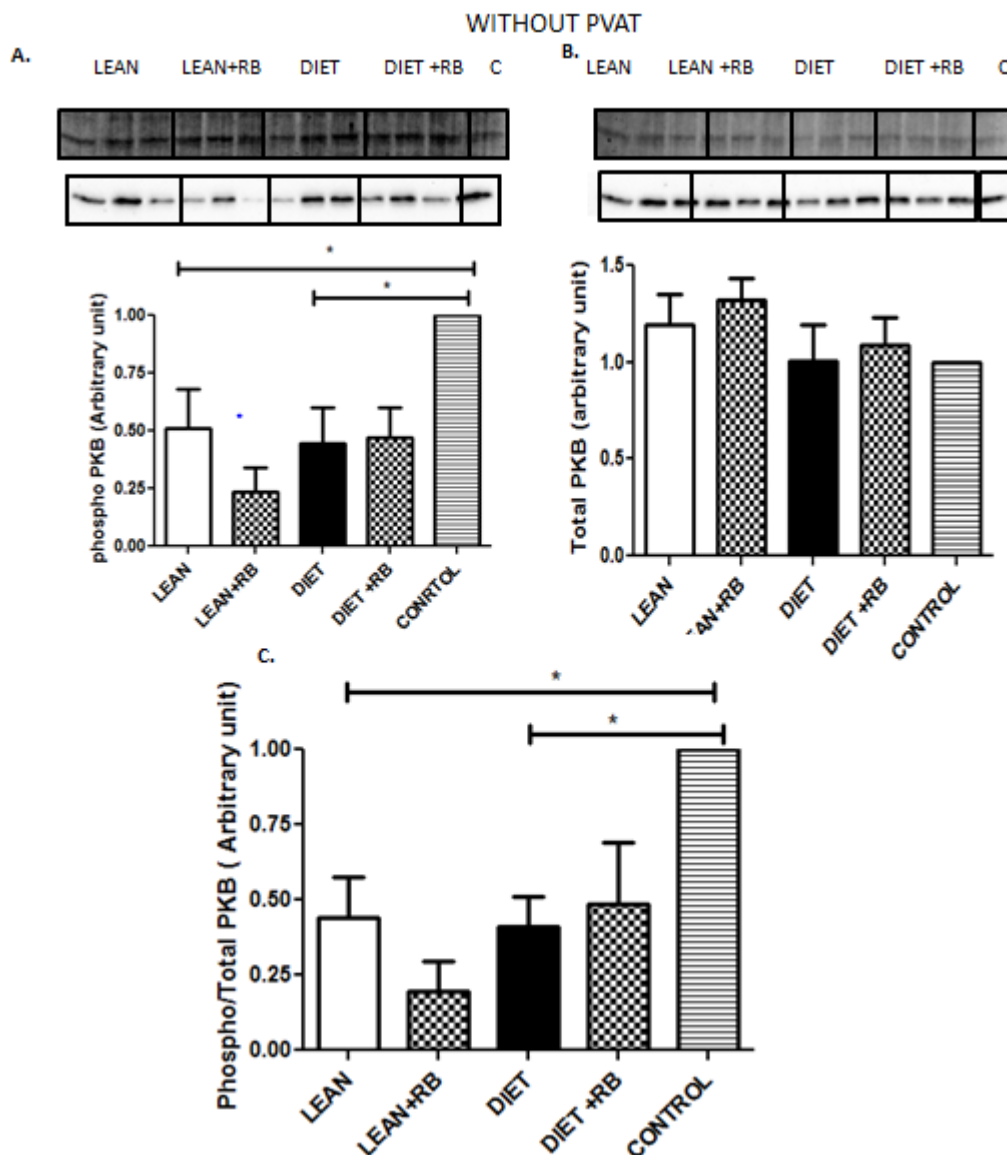 WITHOUT PVAT
A.
LEAN LEAN+RB DIET DIET +RB C
B.
LEAN LEAN +RB DIET DIET +RB C
*
*
phospho PKB (Arbitrary unit)
1.00
0.75
0.50
0.25
0.00
*
LEAN
LEAN+RB
DIET
DIET +RB
CONRTOL
Total PKB (arbitrary unit)
1.5
1.0
0.5
0.0
LEAN
EAN+RB
DIET
DIET +RB
CONTROL
C.
*
*
Phospho/Total PKB ( Arbitrary unit)
1.00
0.75
0.50
0.25
0.00
LEAN
LEAN+RB
DIET
DIET +RB
CONTROL